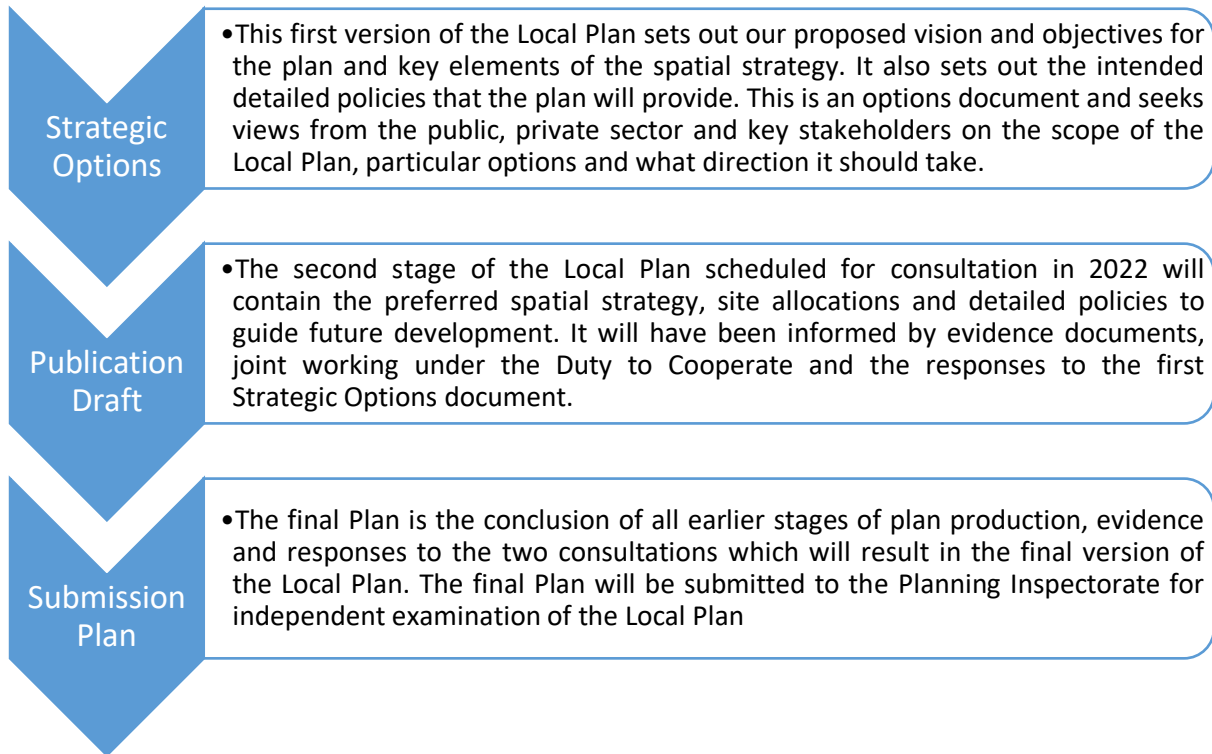 Strategic
Options
•This first version of the Local Plan sets out our proposed vision and objectives for
the plan and key elements of the spatial strategy. It also sets out the intended
detailed policies that the plan will provide. This is an options document and seeks
views from the public, private sector and key stakeholders on the scope of the
Local Plan, particular options and what direction it should take.
Publication
Draft
•The second stage of the Local Plan scheduled for consultation in 2022 will
contain the preferred spatial strategy, site allocations and detailed policies to
guide future development. It will have been informed by evidence documents,
joint working under the Duty to Cooperate and the responses to the first
Strategic Options document.
Submission
Plan
•The final Plan is the conclusion of all earlier stages of plan production, evidence
and responses to the two consultations which will result in the final version of
the Local Plan. The final Plan will be submitted to the Planning Inspectorate for
independent examination of the Local Plan